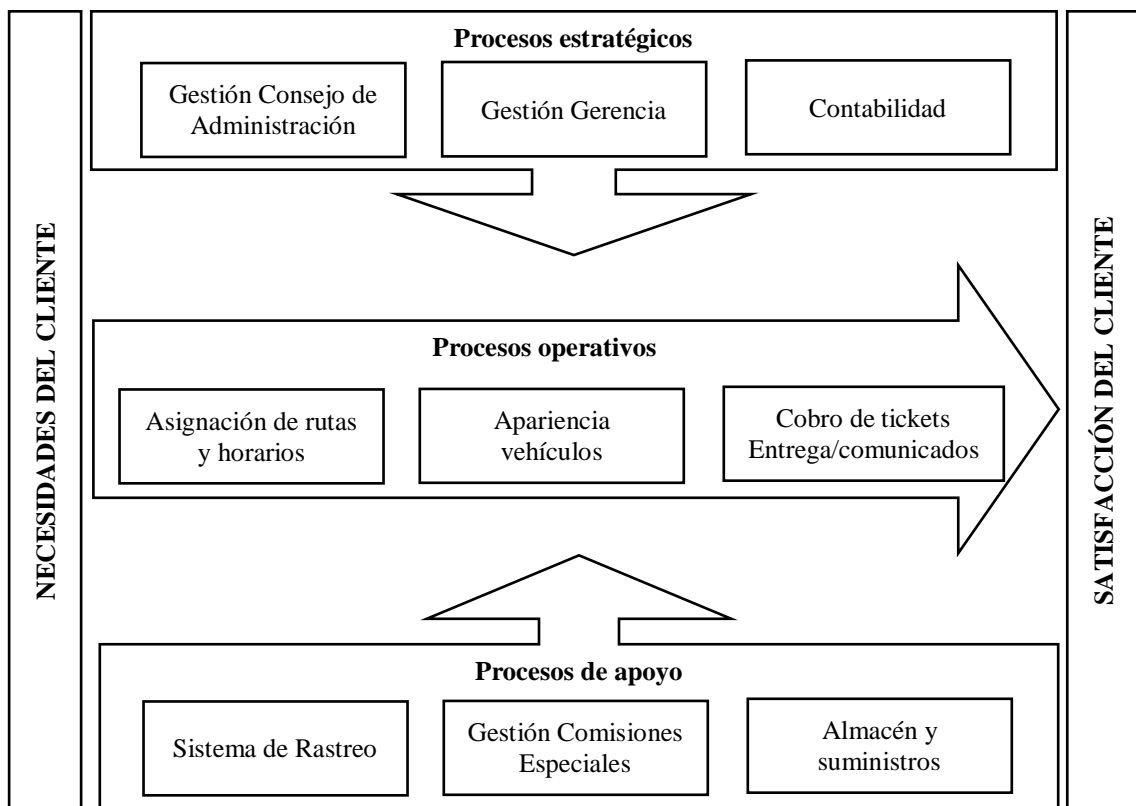 NECESIDADES DEL CLIENTE
Procesos estratégicos
Gestión Consejo de
Administración
Gestión Gerencia
Contabilidad
Procesos operativos
Asignación de rutas
y horarios
Apariencia
vehículos
Cobro de tickets
Entrega/comunicados
Procesos de apoyo
Sistema de Rastreo
Gestión Comisiones
Especiales
Almacén y
suministros
SATISFACCIÓN DEL CLIENTE